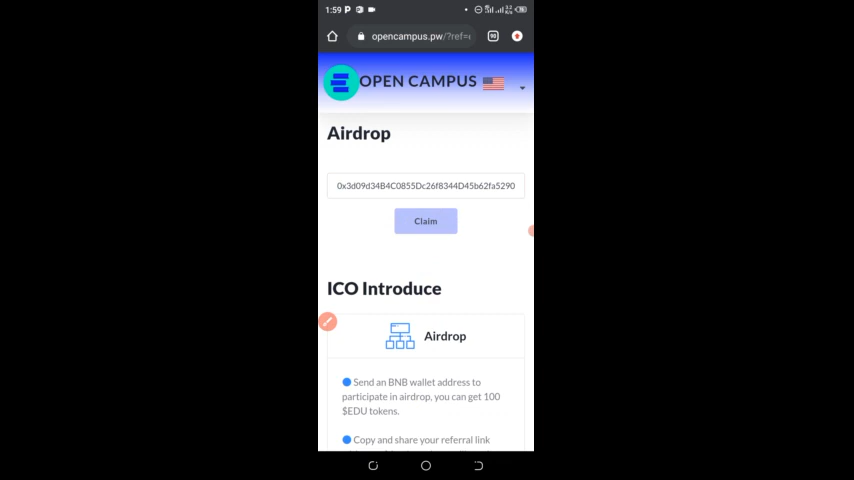 1:59
opencampus.pw/?ref=
OPEN CAMPUS
Airdrop
0x3d09d34B4C0855Dc26f8344D45b62fa5290
Claim
ICO Introduce
Airdrop
Send an BNB wallet address to
participate in airdrop, you can get 100
$EDU tokens.
Copy and share your referral link